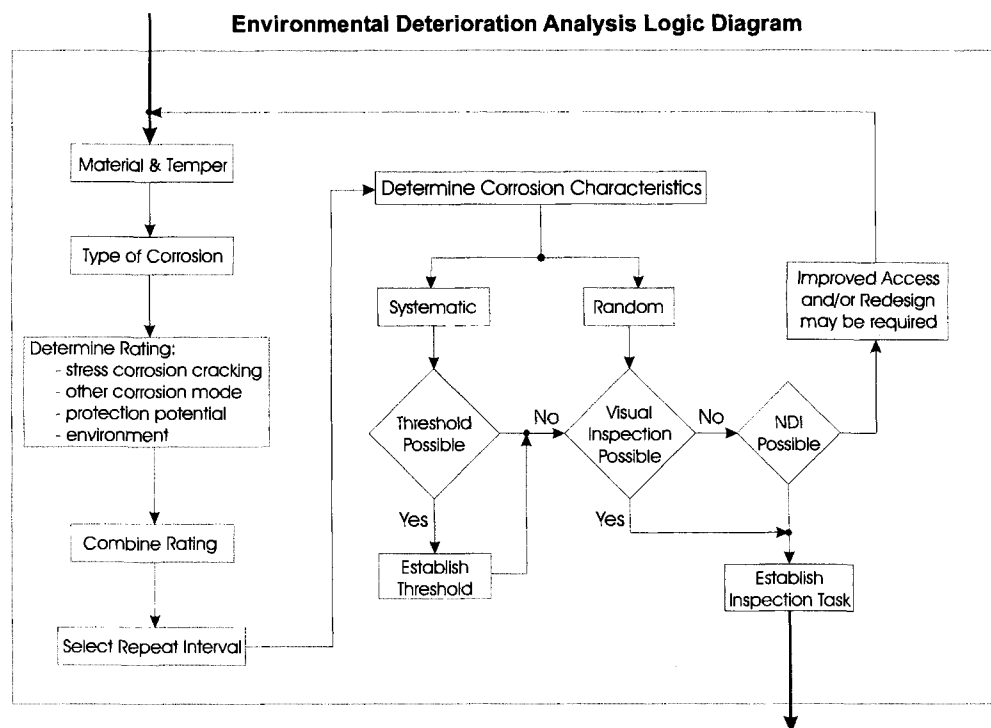 Environmental Deterioration Analysis Logic Diagram
Material & Temper
Type of Corrosion
Determine Rating:
- stress corrosion cracking
- other corrosion mode
- protection potential
- environment
Combine Rating
Select Repeat Interval
Determine Corrosion Characteristics
Systematic
Random
Threshold
Possible
No
Visual
Inspection
Possible
No
NDI
Possible
Improved Access
and/or Redesign
may be required
Yes
Yes
Establish
Threshold
Establish
Inspection Task